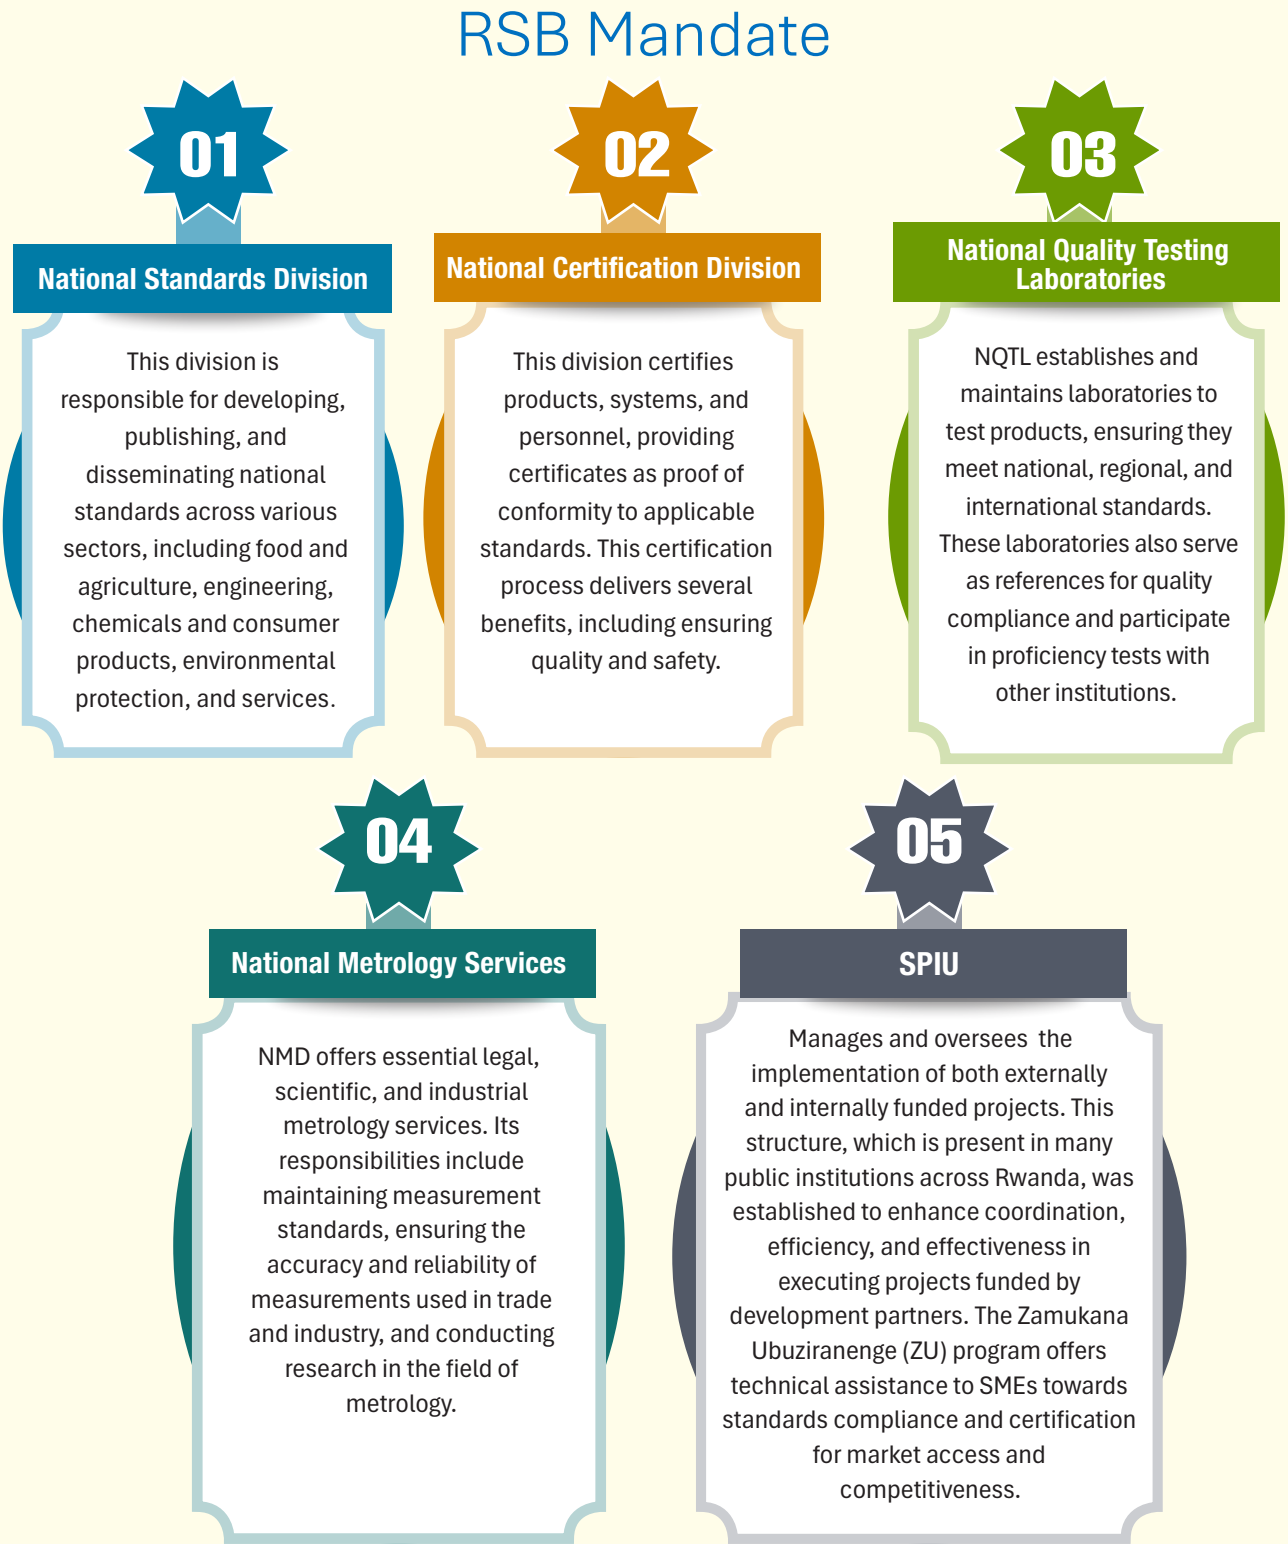 RSB Mandate
01
National Standards Division
This division is
responsible for developing,
publishing, and
disseminating national
standards across various
sectors, including food and
agriculture, engineering,
chemicals and consumer
products, environmental
protection, and services.
02
National Certification Division
This division certifies
products, systems, and
personnel, providing
certificates as proof of
conformity to applicable
standards. This certification
process delivers several
benefits, including ensuring
quality and safety.
03
National Quality Testing
Laboratories
NQTL establishes and
maintains laboratories to
test products, ensuring they
meet national, regional, and
international standards.
These laboratories also serve
as references for quality
compliance and participate
in proficiency tests with
other institutions.
04
National Metrology Services
NMD offers essential legal,
scientific, and industrial
metrology services. Its
responsibilities include
maintaining measurement
standards, ensuring the
accuracy and reliability of
measurements used in trade
and industry, and conducting
research in the field of
metrology.
05
SPIU
Manages and oversees the
implementation of both externally
and internally funded projects. This
structure, which is present in many
public institutions across Rwanda, was
established to enhance coordination,
efficiency, and effectiveness in
executing projects funded by
development partners. The Zamukana
Ubuziranenge (ZU) program offers
technical assistance to SMEs towards
standards compliance and certification
for market access and
competitiveness.